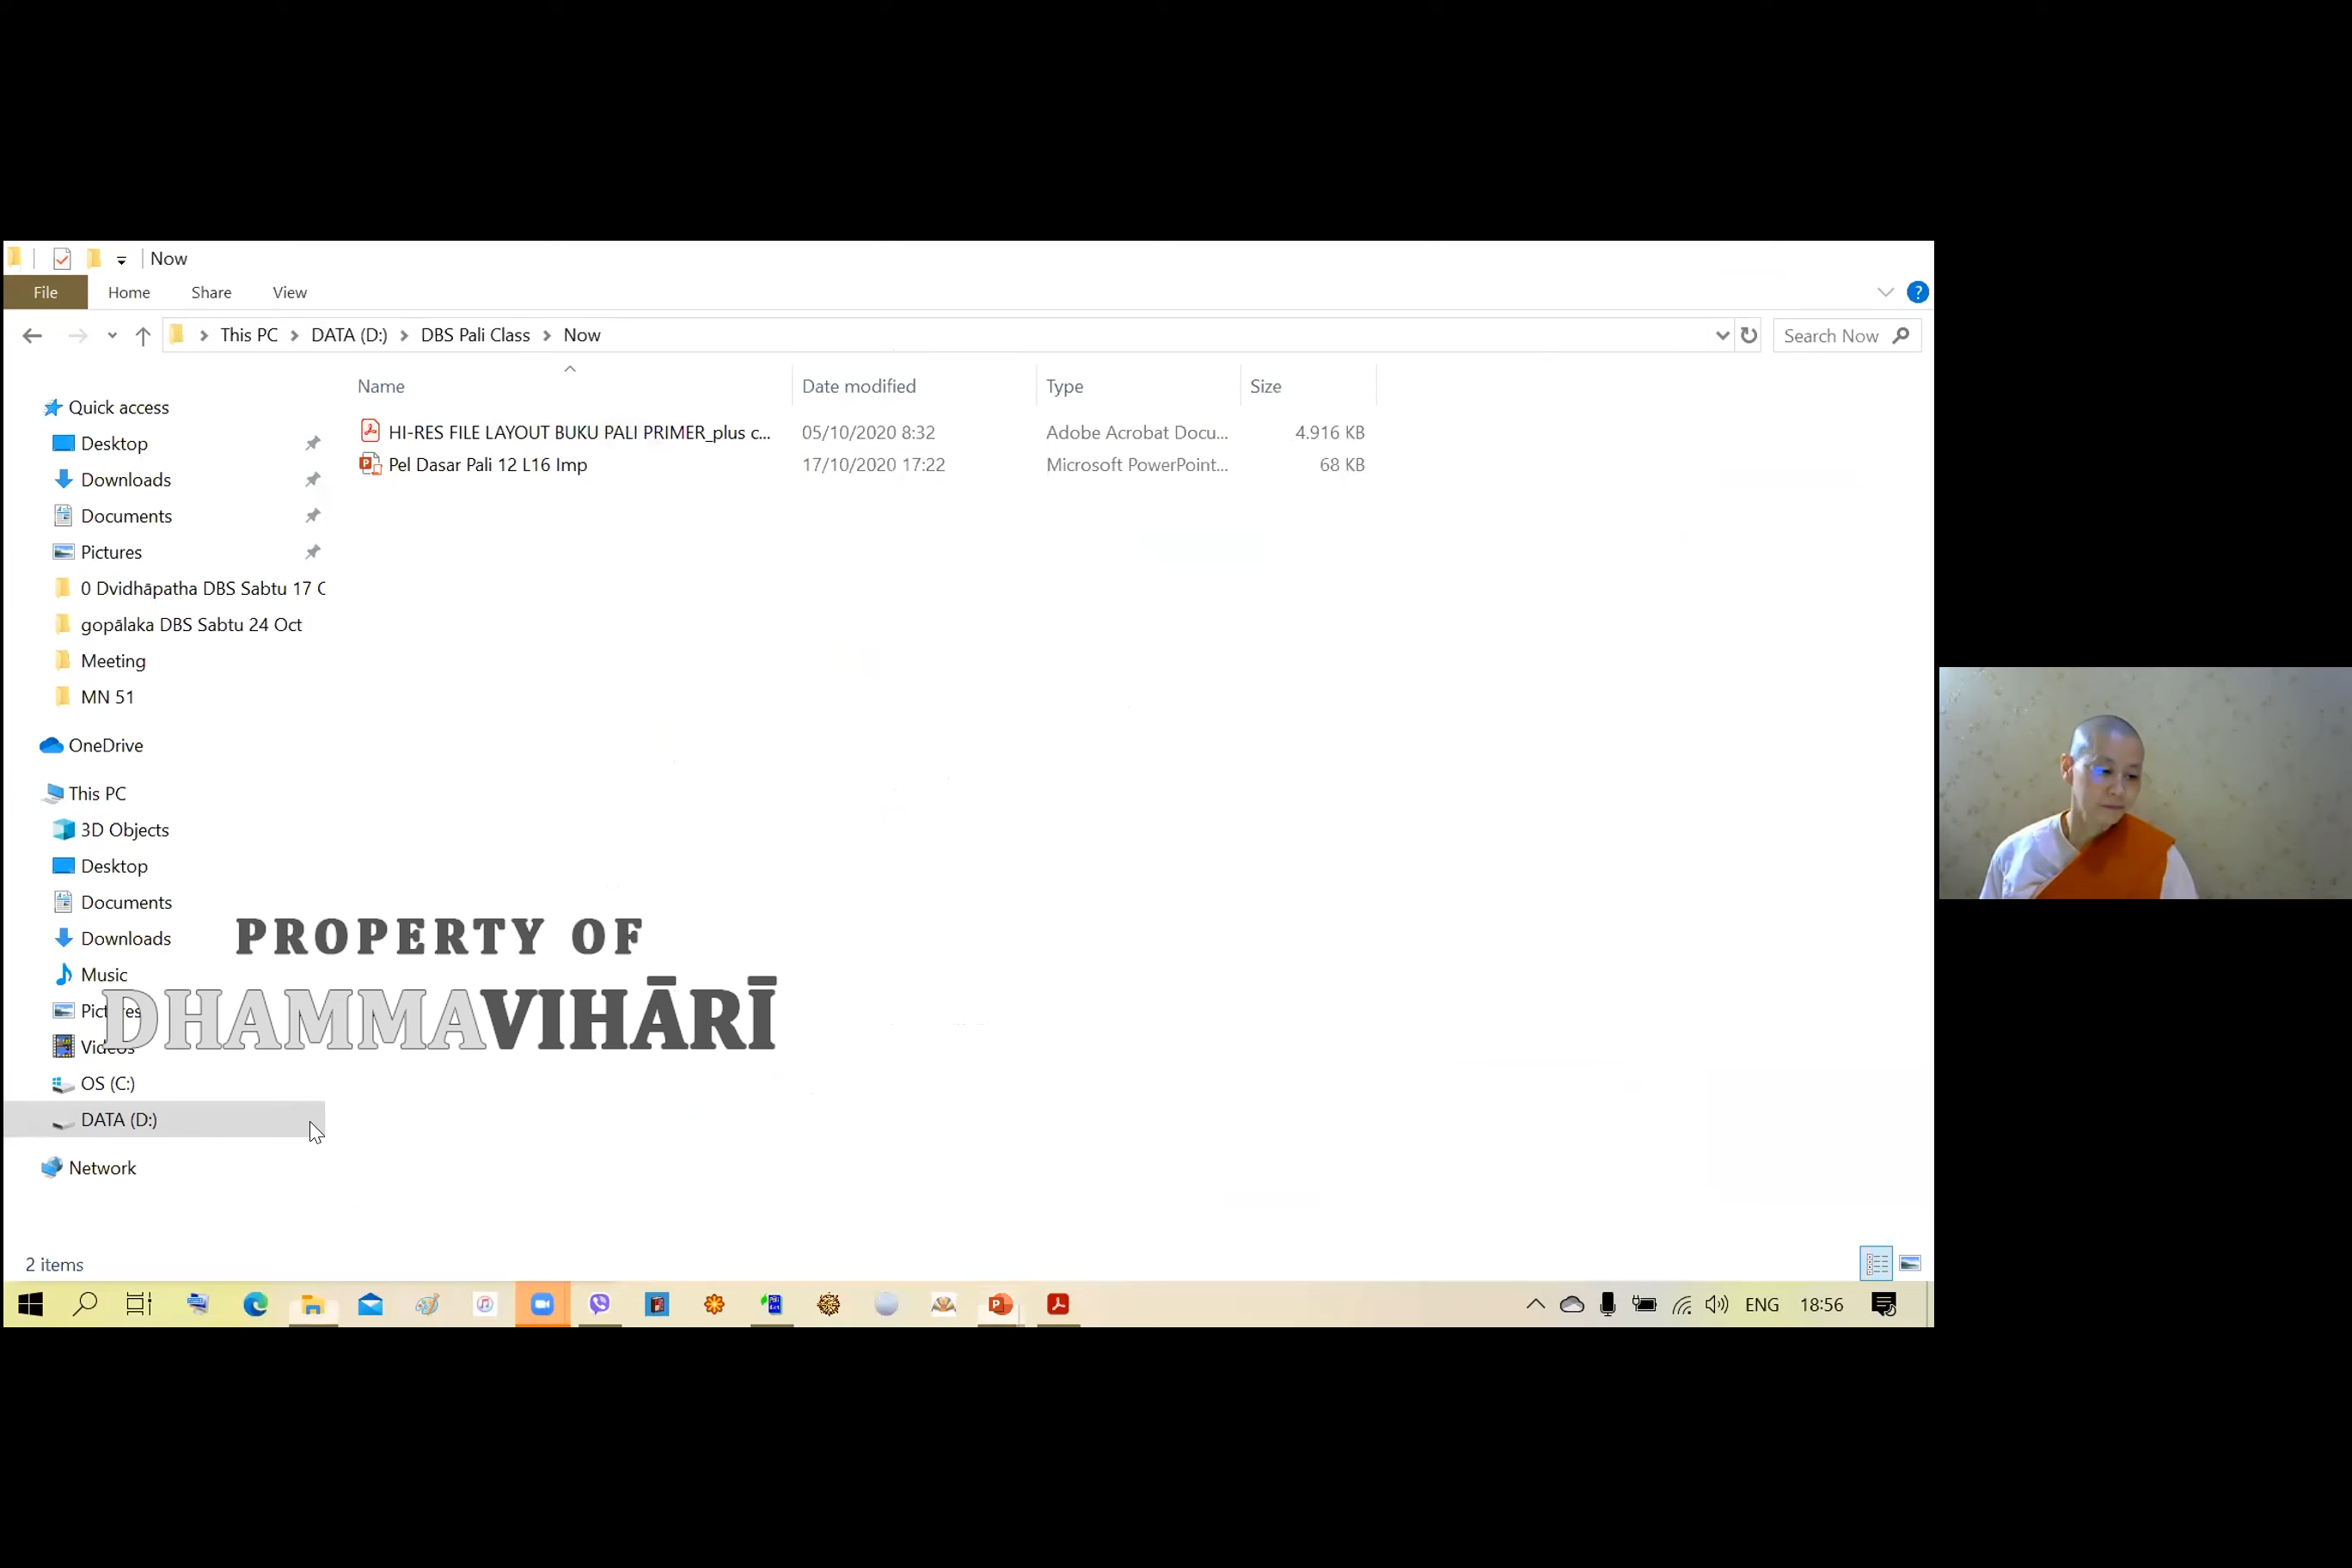 Now
File Home Share View
This PC DATA (D:) DBS Pali Class Now
Search Now
Name Date modified Type Size
HI-RES FILE LAYOUT BUKU PALI PRIMER_plus c... 05/10/2020 8:32 Adobe Acrobat Docu... 4.916 KB
Pel Dasar Pali 12 L16 Imp 17/10/2020 17:22 Microsoft PowerPoint... 68 KB
Quick access
Desktop
Downloads
Documents
Pictures
0 Dvidhāpatha DBS Sabtu 17 C
gopālaka DBS Sabtu 24 Oct
Meeting
MN 51
OneDrive
This PC
3D Objects
Desktop
Documents
Downloads
Music
Pictures
Videos
OS (C:)
DATA (D:)
Network
PROPERTY OF
DHAMMAVIHĀRĪ
2 items
ENG 18:56